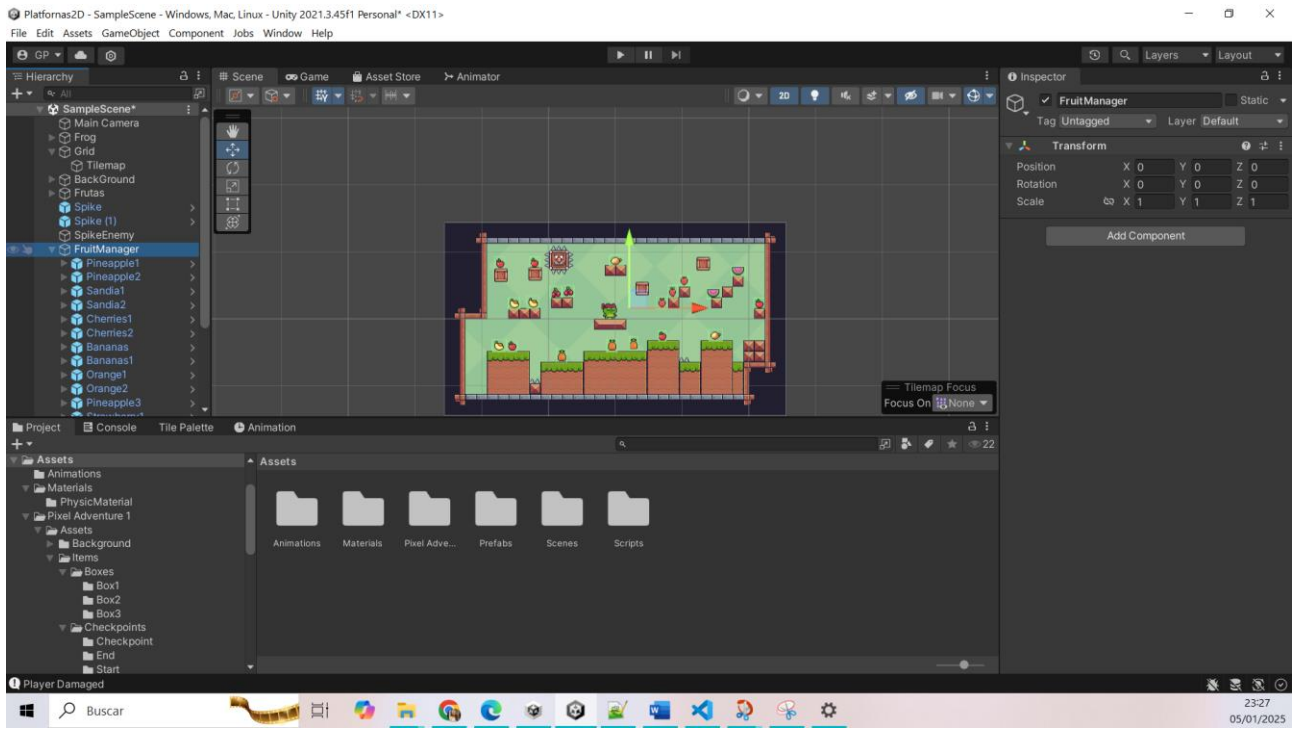 Platfornas2D - SampleScene - Windows, Mac, Linux - Unity 2021.3.45f1 Personal* <DX11>
File Edit Assets GameObject Component Jobs Window Help
GP Layers Layout
Hierarchy
All
SampleScene*
Main Camera
Frog
Grid
Tilemap
BackGround
Frutas
Spike
Spike (1)
SpikeEnemy
FruitManager
Pineapple1
Pineapple2
Sandia1
Sandia2
Cherries1
Cherries2
Bananas
Bananas1
Orange1
Orange2
Pineapple3
Strawberry1
Scene Game Asset Store Animator
2D
Tilemap Focus
Focus On None
Inspector
FruitManager Static
Tag Untagged Layer Default
Transform
Position X 0 Y 0 Z 0
Rotation X 0 Y 0 Z 0
Scale X 1 Y 1 Z 1
Add Component
Project Console Tile Palette Animation
22
Assets
Animations
Materials
PhysicMaterial
Pixel Adventure 1
Assets
Background
Items
Boxes
Box1
Box2
Box3
Checkpoints
Checkpoint
End
Start
Assets
Animations Materials Pixel Adve... Prefabs Scenes Scripts
Player Damaged
Buscar
23:27
05/01/2025